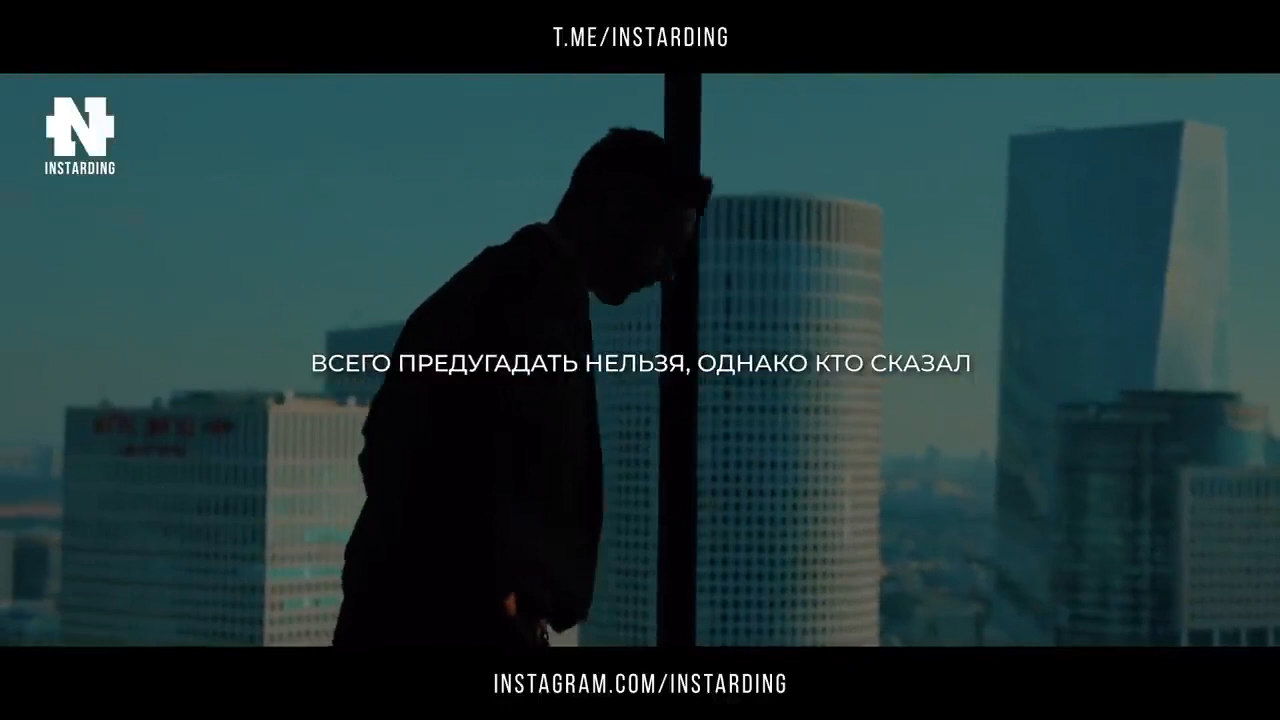 T.ME/INSTARDING
N
INSTARDING
ВСЕГО ПРЕДУГАДАТЬ НЕЛЬЗЯ, ОДНАКО КТО СКАЗАЛ
INSTAGRAM.COM/INSTARDING